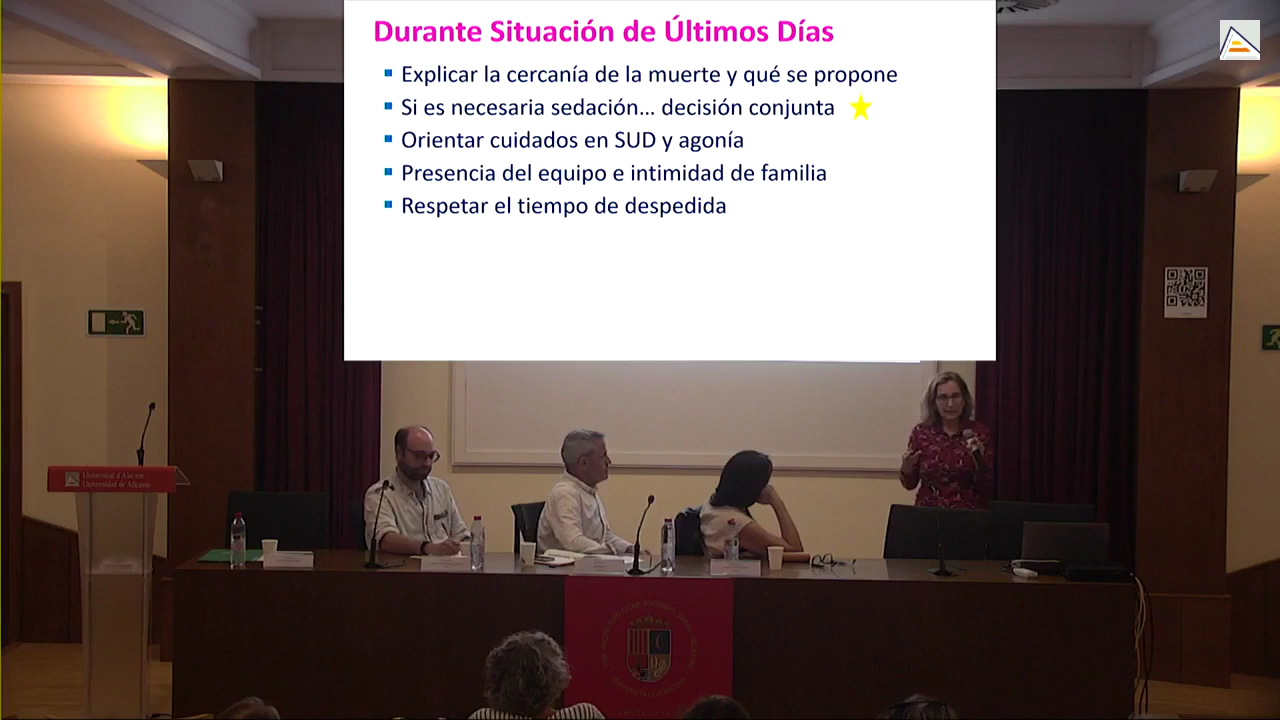 Durante Situación de Últimos Días
Explicar la cercanía de la muerte y qué se propone
Si es necesaria sedación... decisión conjunta
Orientar cuidados en SUD y agonía
Presencia del equipo e intimidad de familia
Respetar el tiempo de despedida
Universitat d'Alacant
Universidad de Alicante